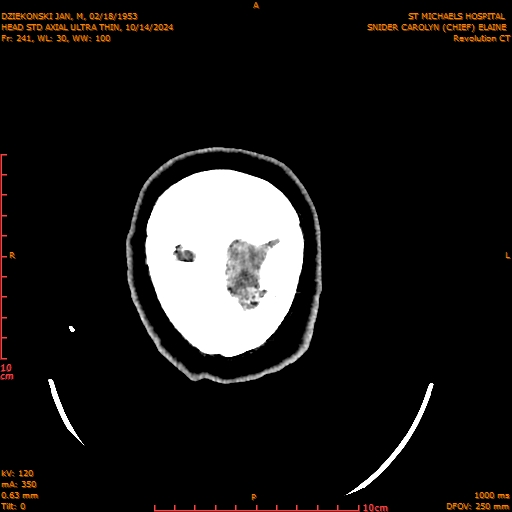 A
DZIEKONSKI JAN, M, 02/18/1953
HEAD STD AXIAL ULTRA THIN, 10/14/2024
Fr: 241, WL: 30, WW: 100
ST MICHAELS HOSPITAL
SNIDER CAROLYN (CHIEF) ELAINE
Revolution CT
R
L
10
cm
kV: 120
mA: 350
0.63 mm
Tilt: 0
P
10cm
1000 ms
DFOV: 250 mm